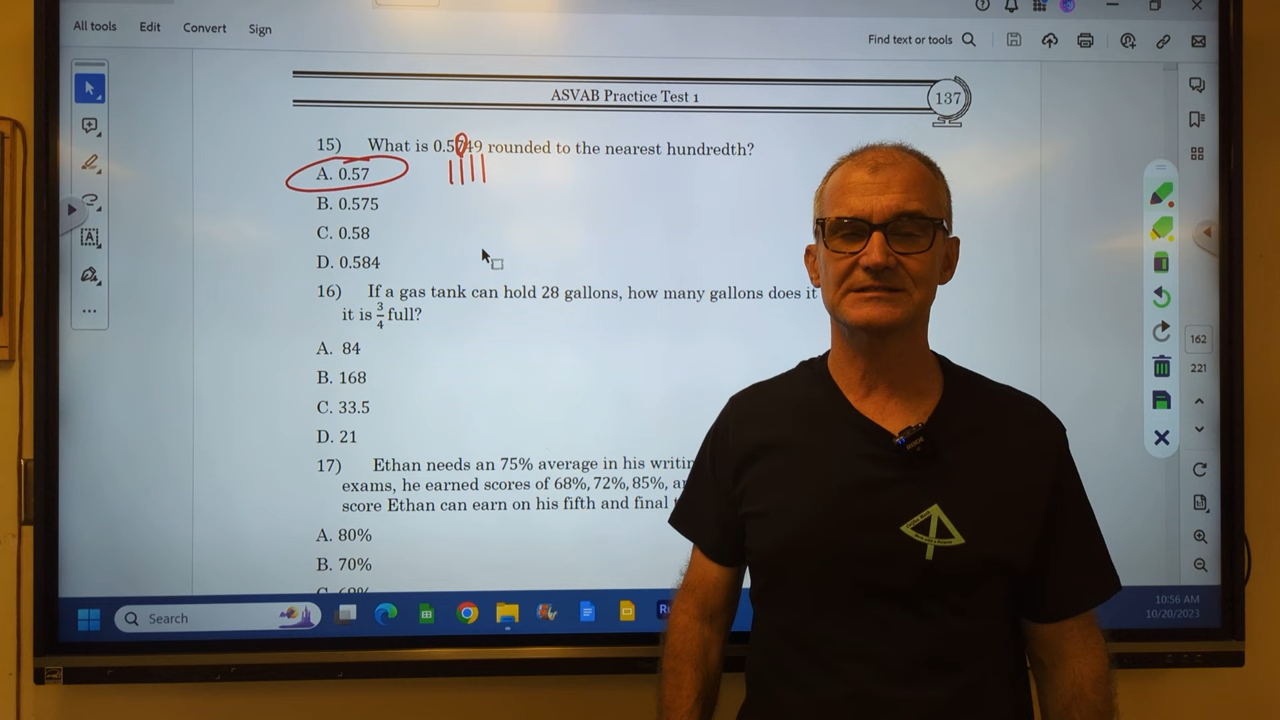 All tools Edit Convert Sign
Find text or tools
ASVAB Practice Test 1
137
15) What is 0.5749 rounded to the nearest hundredth?
A. 0.57
B. 0.575
C. 0.58
D. 0.584
16) If a gas tank can hold 28 gallons, how many gallons does it
it is 3/4 full?
A. 84
B. 168
C. 33.5
D. 21
17) Ethan needs an 75% average in his
exams, he earned scores of 68%, 72%, 85%,
score Ethan can earn on his fifth and final
A. 80%
B. 70%
162
221
Search
10:56 AM
10/20/2023